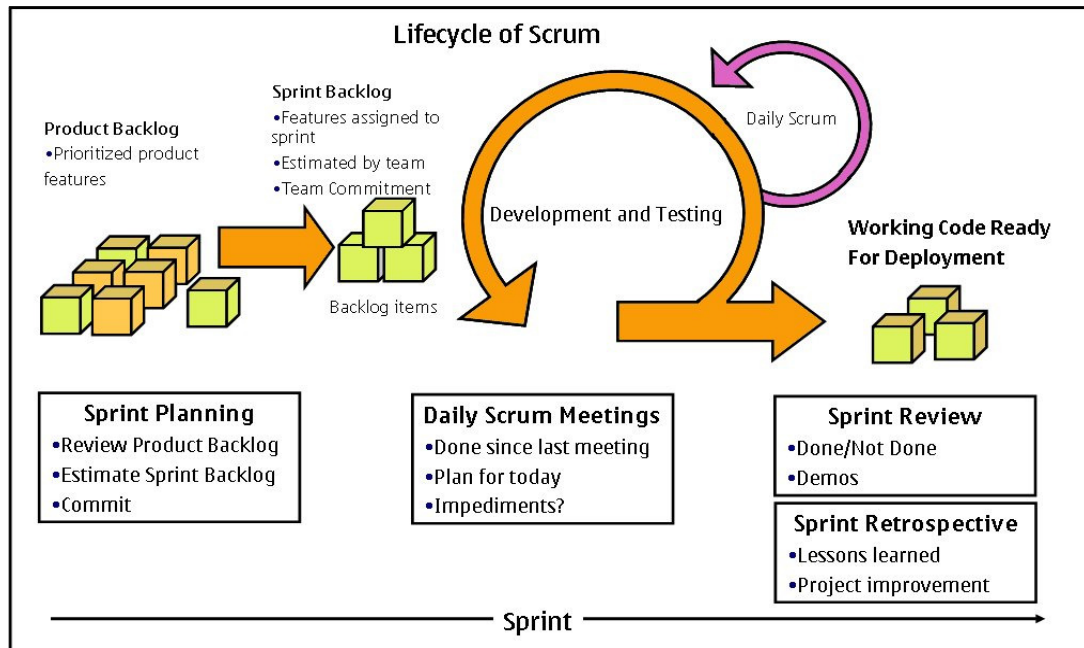 Lifecycle of Scrum
Product Backlog
•Prioritized product
features
Sprint Backlog
•Features assigned to
sprint
•Estimated by team
•Team Commitment
Backlog items
Development and Testing
Daily Scrum
Working Code Ready
For Deployment
Sprint Planning
•Review Product Backlog
•Estimate Sprint Backlog
•Commit
Daily Scrum Meetings
•Done since last meeting
•Plan for today
•Impediments?
Sprint Review
•Done/Not Done
•Demos
Sprint Retrospective
•Lessons learned
•Project improvement
Sprint